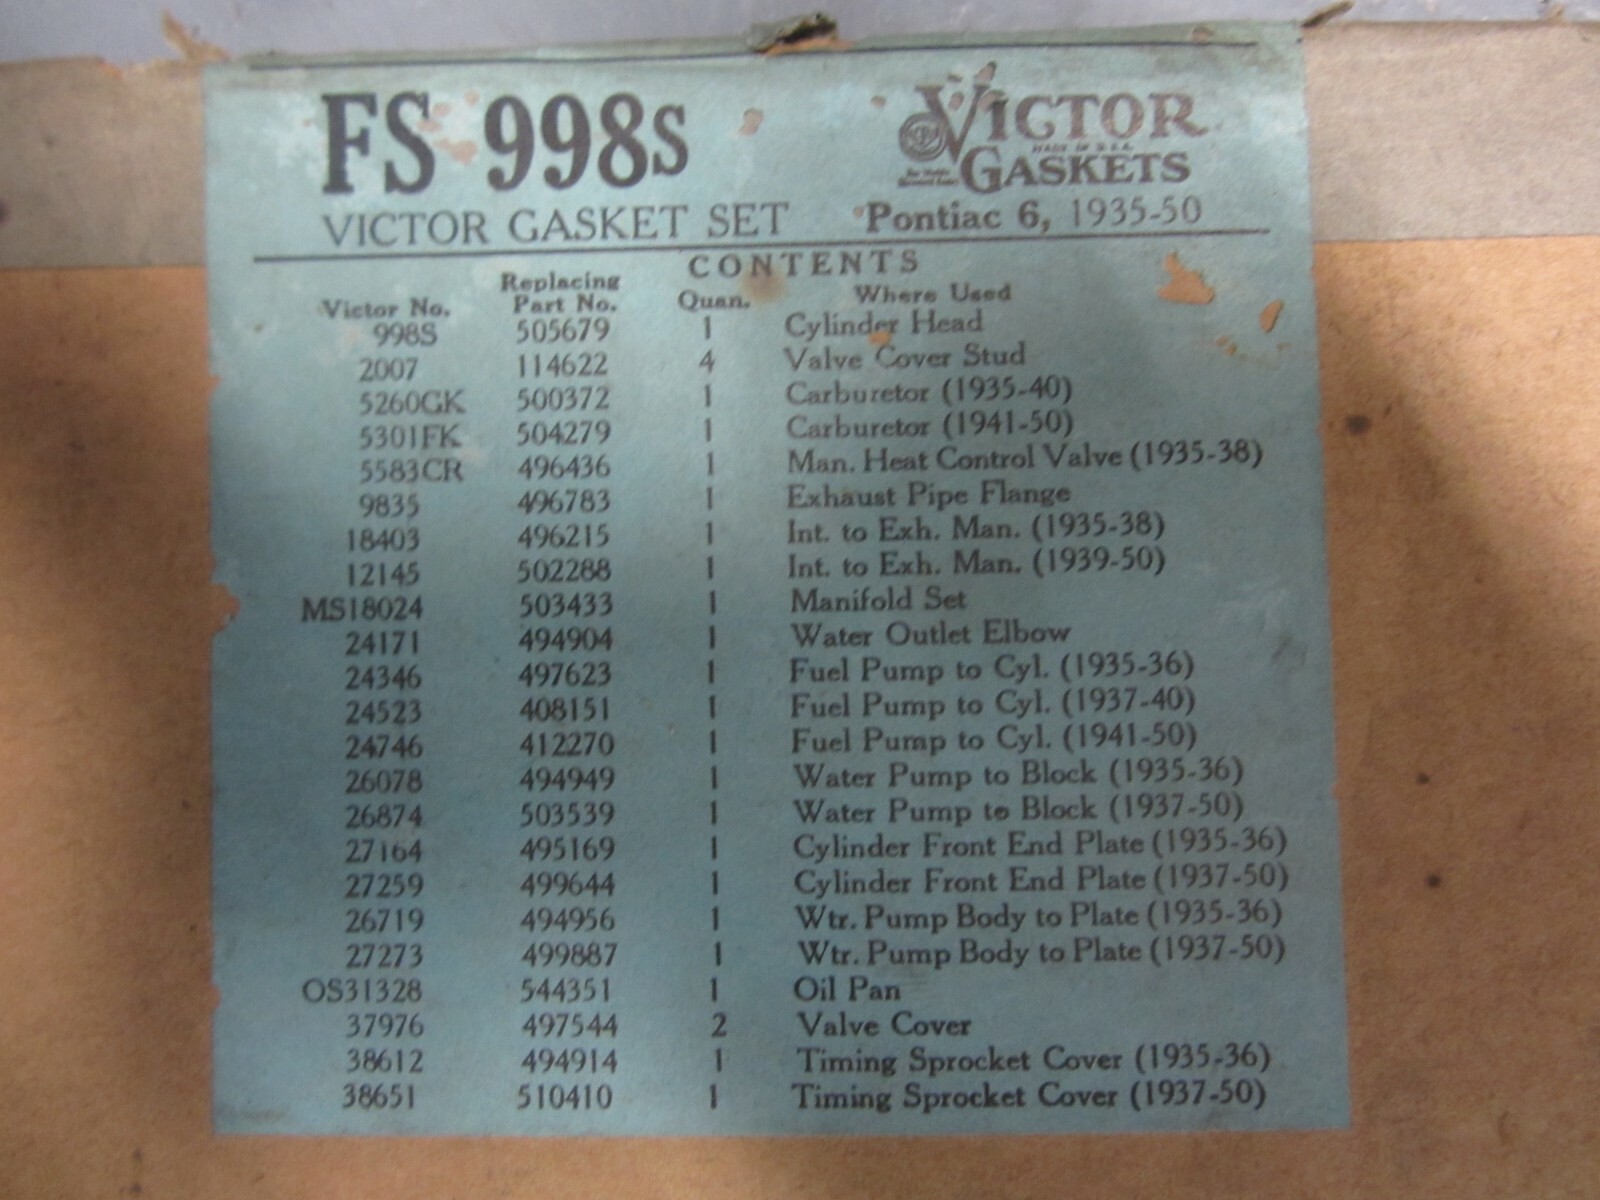 FS 998S
VICTOR
MADE IN U.S.A.
GASKETS
VICTOR GASKET SET Pontiac 6, 1935-50
CONTENTS
Victor No. Replacing Part No. Quan. Where Used
998S 505679 1 Cylinder Head
2007 114622 4 Valve Cover Stud
5260GK 500372 1 Carburetor (1935-40)
5301FK 504279 1 Carburetor (1941-50)
5583CR 496436 1 Man. Heat Control Valve (1935-38)
9835 496783 1 Exhaust Pipe Flange
18403 496215 1 Int. to Exh. Man. (1935-38)
12145 502288 1 Int. to Exh. Man. (1939-50)
MS18024 503433 1 Manifold Set
24171 494904 1 Water Outlet Elbow
24346 497623 1 Fuel Pump to Cyl. (1935-36)
24523 408151 1 Fuel Pump to Cyl. (1937-40)
24746 412270 1 Fuel Pump to Cyl. (1941-50)
26078 494949 1 Water Pump to Block (1935-36)
26874 503539 1 Water Pump to Block (1937-50)
27164 495169 1 Cylinder Front End Plate (1935-36)
27259 499644 1 Cylinder Front End Plate (1937-50)
26719 494956 1 Wtr. Pump Body to Plate (1935-36)
27273 499887 1 Wtr. Pump Body to Plate (1937-50)
OS31328 544351 1 Oil Pan
37976 497544 2 Valve Cover
38612 494914 1 Timing Sprocket Cover (1935-36)
38651 510410 1 Timing Sprocket Cover (1937-50)